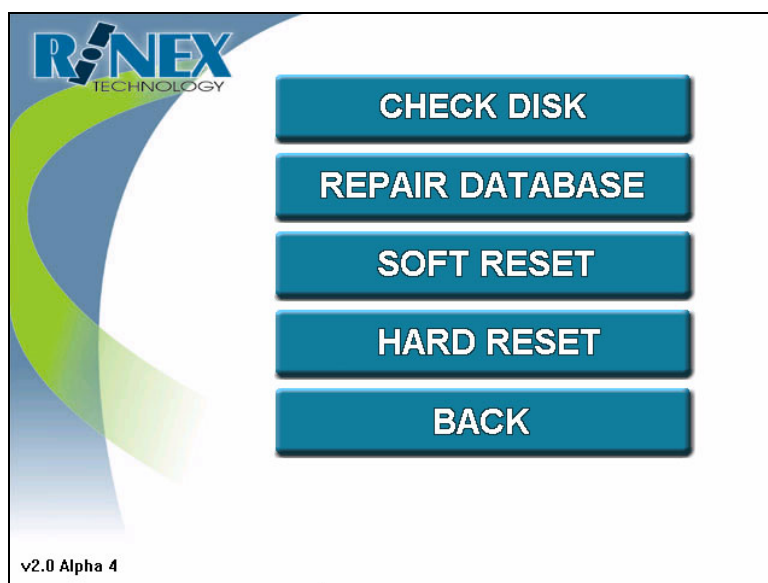 RINEX
TECHNOLOGY
CHECK DISK
REPAIR DATABASE
SOFT RESET
HARD RESET
BACK
v2.0 Alpha 4